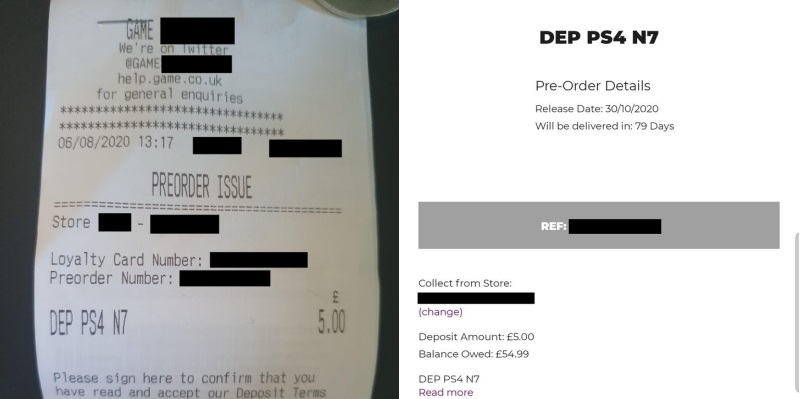 GAME
We're on Twitter
@GAME
help.game.co.uk
for general enquiries
******************************
******************************
06/08/2020 13:17
PREORDER ISSUE
==================================
Store -
Loyalty Card Number:
Preorder Number:
£
DEP PS4 N7 5.00
Please sign here to confirm that you
have read and accept our Deposit Terms
DEP PS4 N7
Pre-Order Details
Release Date: 30/10/2020
Will be delivered in: 79 Days
REF:
Collect from Store:
(change)
Deposit Amount: £5.00
Balance Owed: £54.99
DEP PS4 N7
Read more